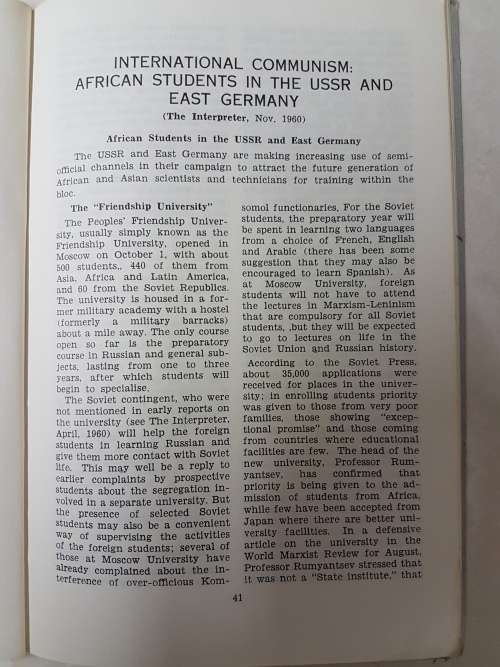 INTERNATIONAL COMMUNISM:
AFRICAN STUDENTS IN THE USSR AND
EAST GERMANY
(The Interpreter, Nov. 1960)
African Students in the USSR and East Germany
The USSR and East Germany are making increasing use of semi-
official channels in their campaign to attract the future generation of
African and Asian scientists and technicians for training within the
bloc.
The "Friendship University"
The Peoples' Friendship Univer-
sity, usually simply known as the
Friendship University, opened in
Moscow on October 1, with about
500 students,, 440 of them from
Asia, Africa and Latin America,
and 60 from the Soviet Republics.
The university is housed in a for-
mer military academy with a hostel
(formerly a military barracks)
about a mile away. The only course
open so far is the preparatory
course in Russian and general sub-
jects, lasting from one to three
years, after which students will
begin to specialise.
The Soviet contingent, who were
not mentioned in early reports on
the university (see The Interpreter,
April, 1960) will help the foreign
students in learning Russian and
give them more contact with Soviet
life. This may well be a reply to
earlier complaints by prospective
students about the segregation in-
volved in a separate university. But
the presence of selected Soviet
students may also be a convenient
way of supervising the activities
of the foreign students; several of
those at Moscow University have
already complained about the in-
terference of over-officious Kom-
somol functionaries, For the Soviet
students, the preparatory year will
be spent in learning two languages
from a choice of French, English
and Arabic (there has been some
suggestion that they may also be
encouraged to learn Spanish). As
at Moscow University, foreign
students will not have to attend
the lectures in Marxism-Leninism
that are compulsory for all Soviet
students, .but they will be expected
to go to lectures on life in the
Soviet Union and Russian history.
According to the Soviet Press,
about 35,000 applications were
received for places in the univer-
sity; in enrolling students priority
was given to those from very poor
families, those showing "excep-
tional promise" and those coming
from countries where educational
facilities are few. The head of the
new university, Professor Rum-
yantsev, has confirmed that
priority is being given to the ad-
mission of students from Africa,
while few have been accepted from
Japan where there are better uni-
versity facilities. In a defensive
article on the university in the
World Marxist Review for August,
Professor Rumyantsev stressed that
it was not a "State institute," that
41